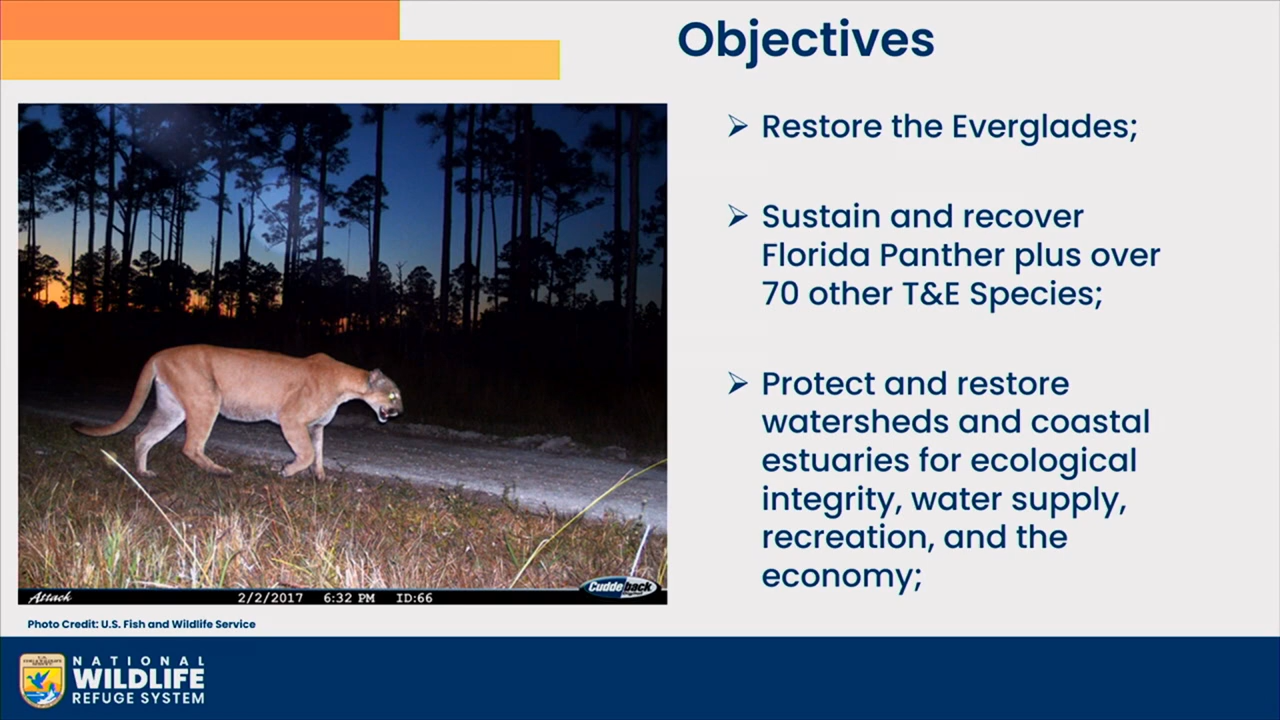 Objectives
➢ Restore the Everglades;
➢ Sustain and recover
Florida Panther plus over
70 other T&E Species;
➢ Protect and restore
watersheds and coastal
estuaries for ecological
integrity, water supply,
recreation, and the
economy;
Attack 2/2/2017 6:32 PM ID:66
Cuddeback
Photo Credit: U.S. Fish and Wildlife Service
NATIONAL
WILDLIFE
REFUGE SYSTEM